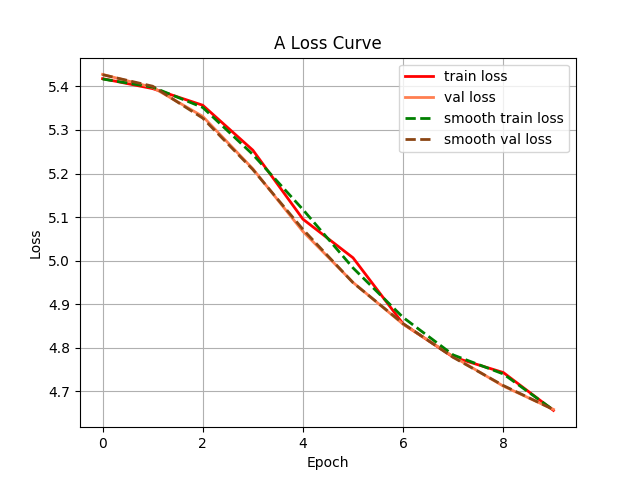 A Loss Curve
train loss
val loss
smooth train loss
smooth val loss
5.4
5.3
5.2
5.1
5.0
4.9
4.8
4.7
Loss
0 2 4 6 8
Epoch